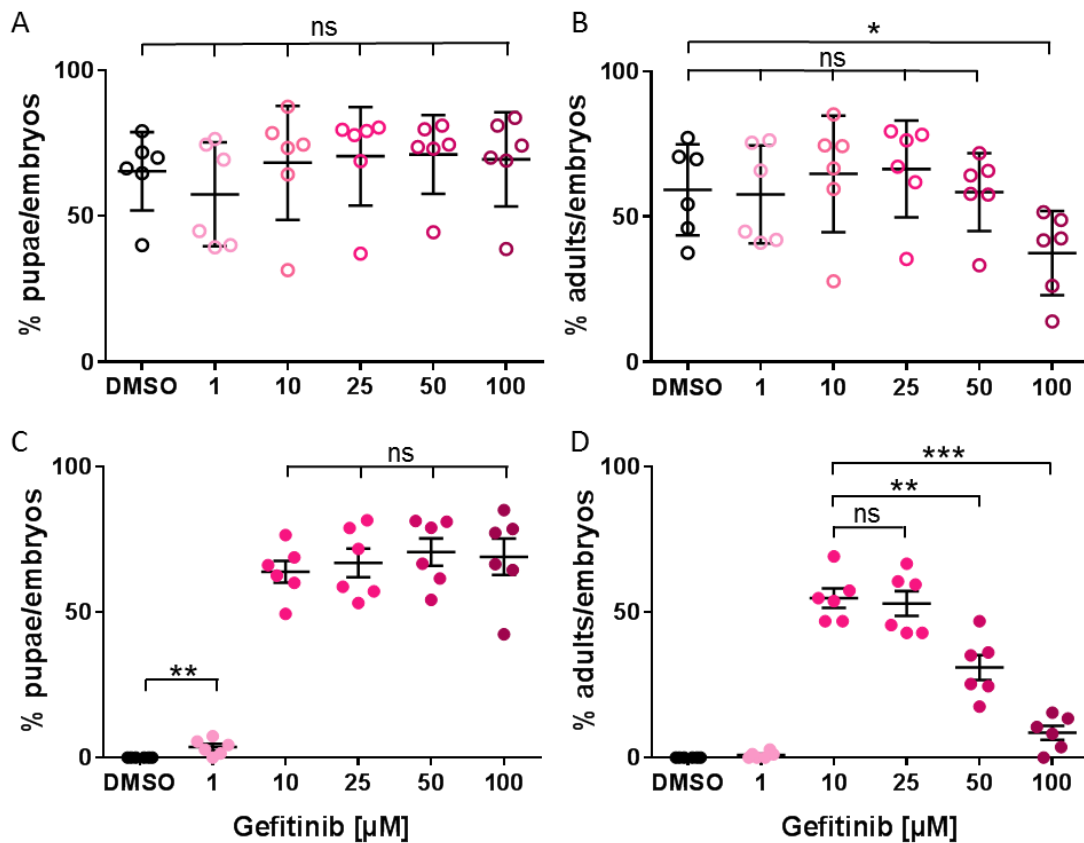 A
ns
% pupae/embryos
100
50
0
DMSO 1 10 25 50 100
B
*
ns
% adults/embryos
100
50
0
DMSO 1 10 25 50 100
C
ns
**
% pupae/embryos
100
50
0
DMSO 1 10 25 50 100
Gefitinib [µM]
D
***
**
ns
% adults/embryos
100
50
0
DMSO 1 10 25 50 100
Gefitinib [µM]